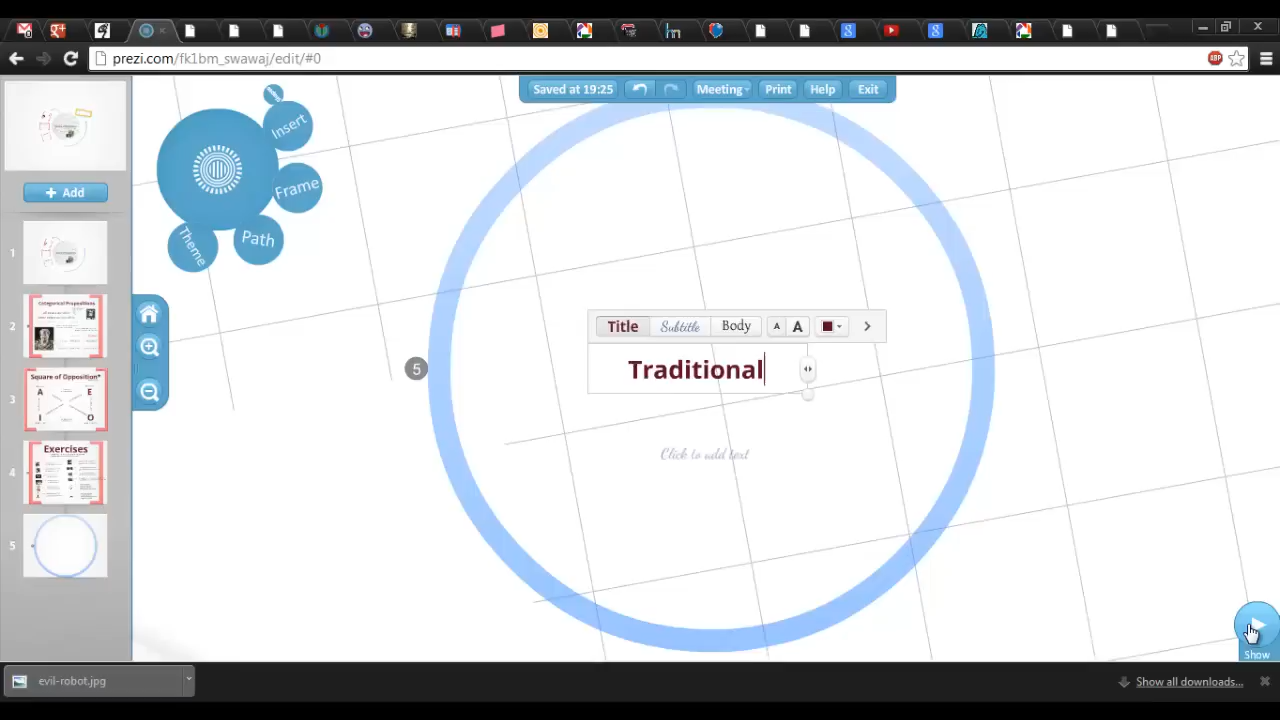 prezi.com/fk1bm_swawaj/edit/#0
Saved at 19:25
Meeting
Print
Help
Exit
Insert
Frame
Path
Theme
Add
1
2
Categorical Propositions
3
Square of Opposition*
A E
I O
4
Exercises
5
5
Title Subtitle Body A A
Traditional
Click to add text
Show
evil-robot.jpg
Show all downloads...